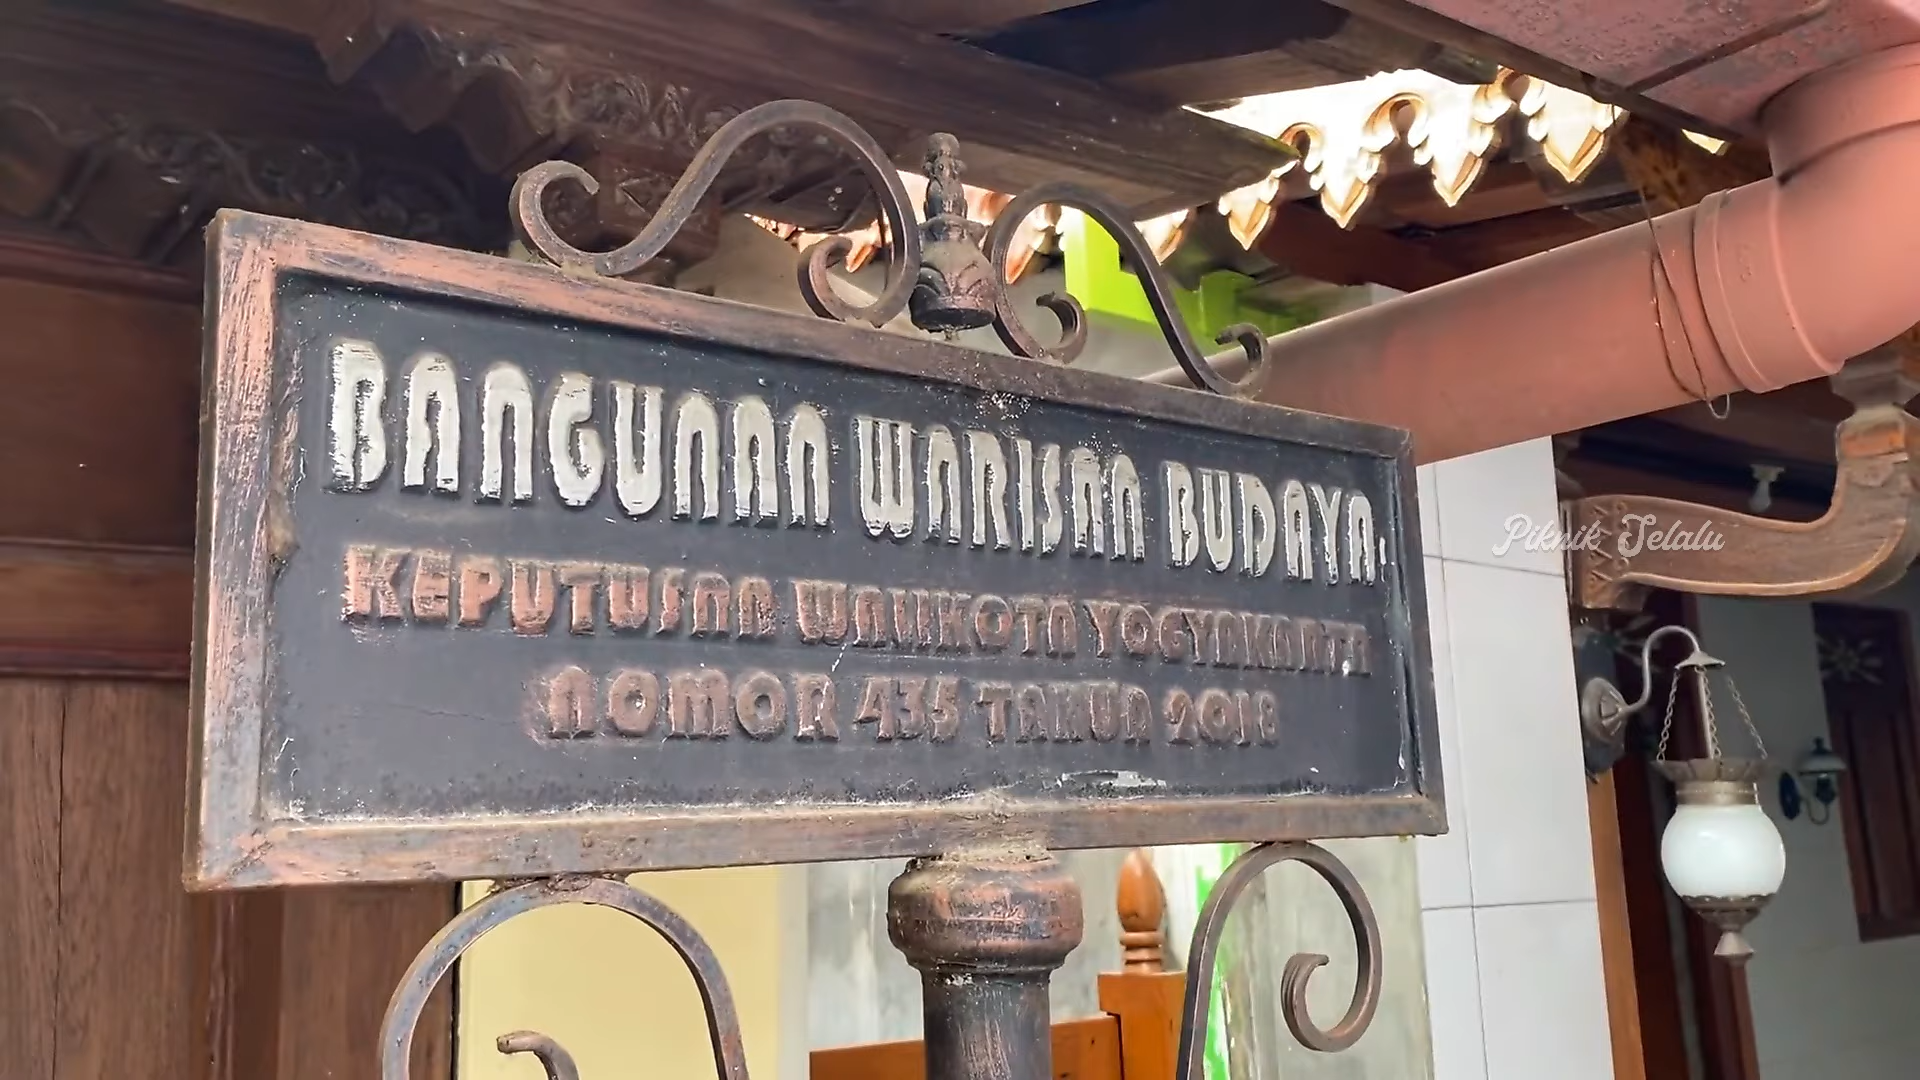 BANGUNAN WARISAN BUDAYA.
KEPUTUSAN WALIKOTA YOGYAKARTA
NOMOR 435 TAHUN 2018
Piknik Selalu